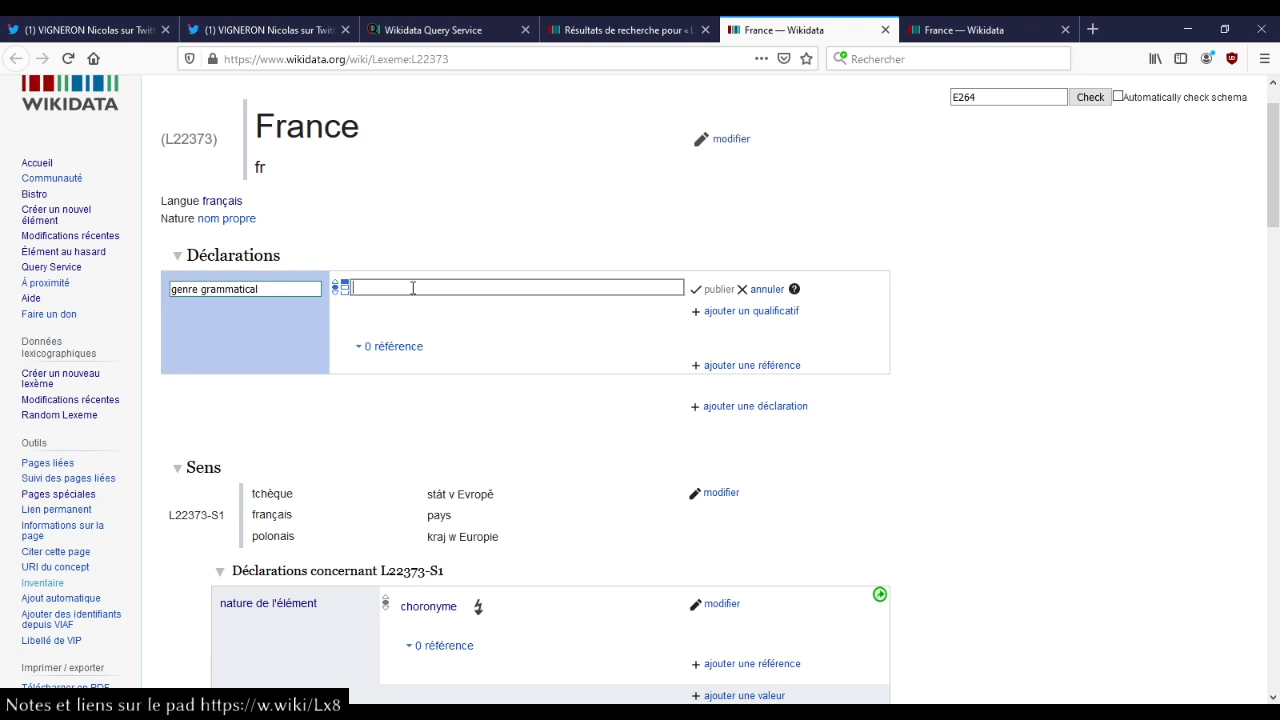 (1) VIGNERON Nicolas sur Twitt
(1) VIGNERON Nicolas sur Twitt
Wikidata Query Service
Résultats de recherche pour « L
France — Wikidata
France — Wikidata
https://www.wikidata.org/wiki/Lexeme:L22373
Rechercher
WIKIDATA
E264
Check
Automatically check schema
Accueil
Communauté
Bistro
Créer un nouvel
élément
Modifications récentes
Élément au hasard
Query Service
À proximité
Aide
Faire un don
Données
lexicographiques
Créer un nouveau
lexème
Modifications récentes
Random Lexeme
Outils
Pages liées
Suivi des pages liées
Pages spéciales
Lien permanent
Informations sur la
page
Citer cette page
URI du concept
Inventaire
Ajout automatique
Ajouter des identifiants
depuis VIAF
Libellé de VIP
Imprimer / exporter
Télécharger en PDF
(L22373)
France
fr
modifier
Langue français
Nature nom propre
Déclarations
genre grammatical
publier
annuler
ajouter un qualificatif
0 référence
ajouter une référence
ajouter une déclaration
Sens
L22373-S1
tchèque stát v Evropě
français pays
polonais kraj w Europie
modifier
Déclarations concernant L22373-S1
nature de l'élément
choronyme
modifier
0 référence
ajouter une référence
ajouter une valeur
Notes et liens sur le pad https://w.wiki/Lx8